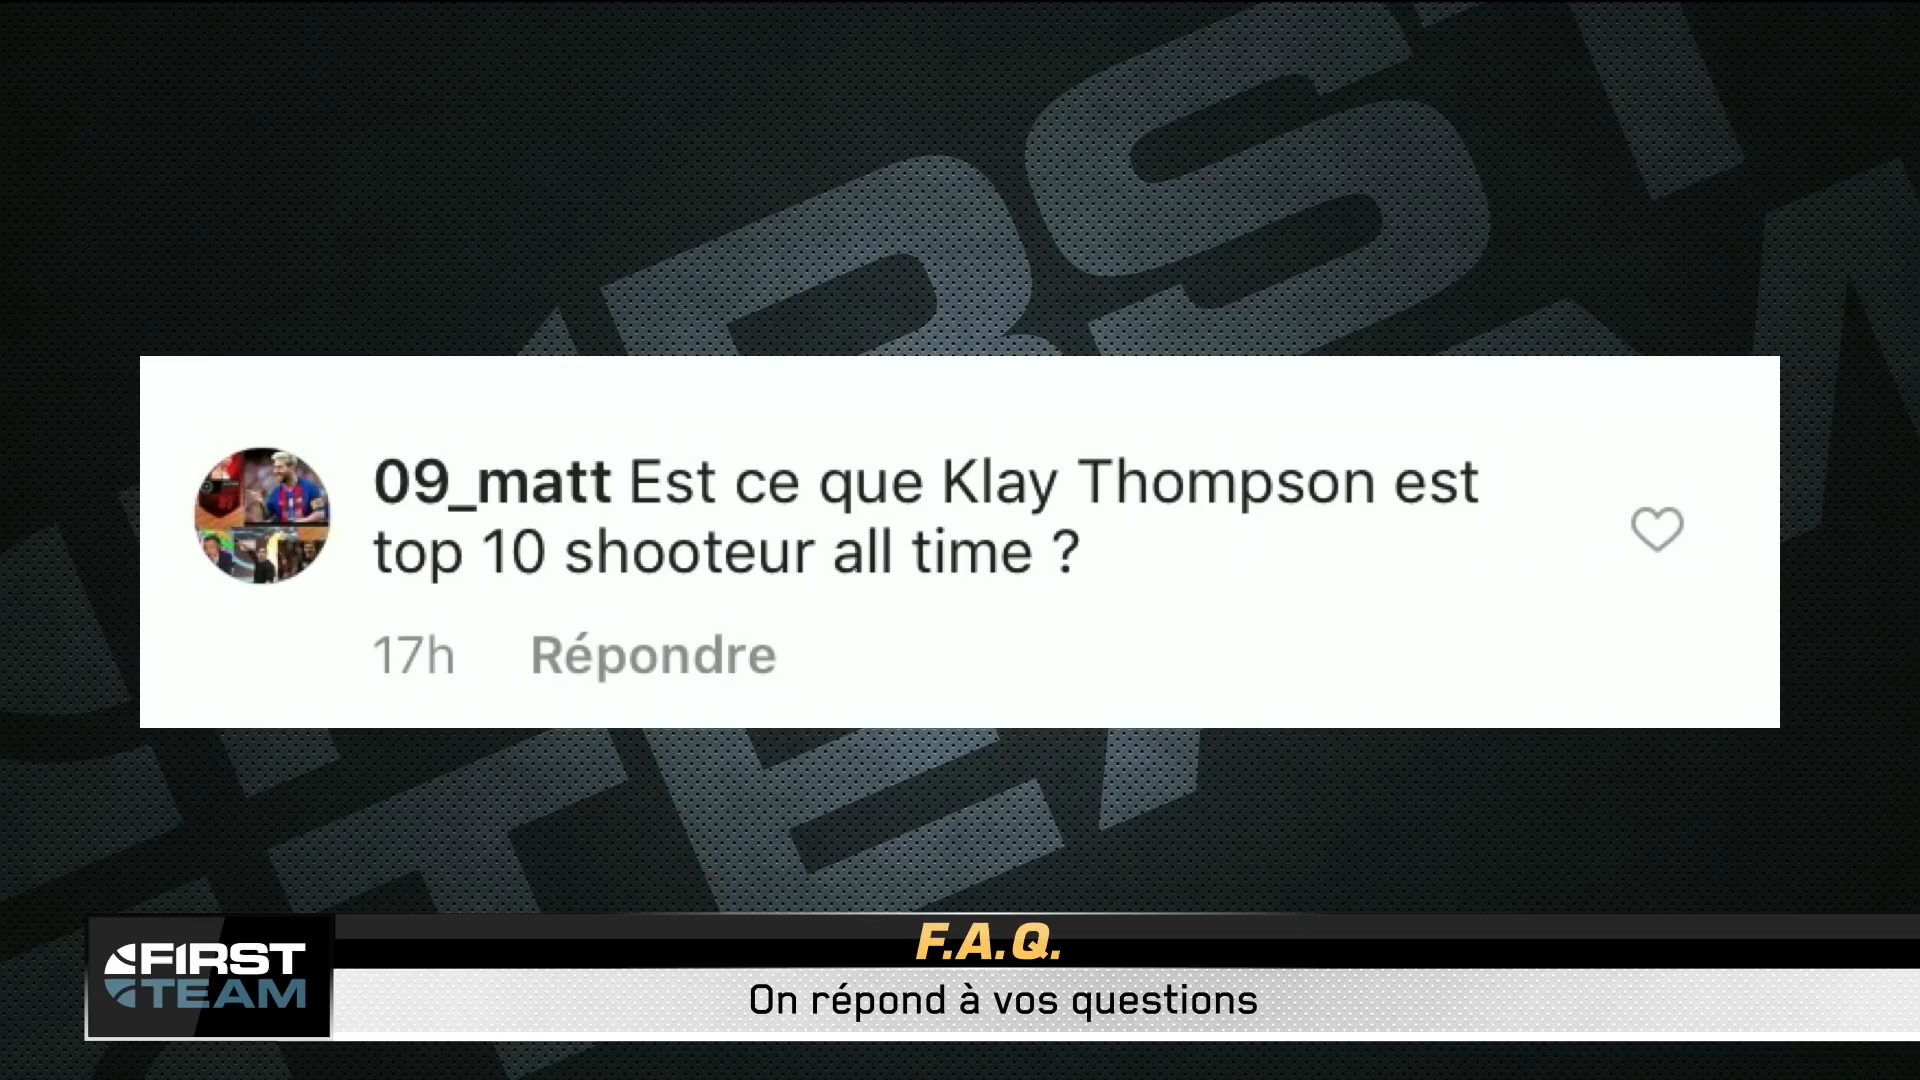 09_matt Est ce que Klay Thompson est
top 10 shooteur all time ?
17h Répondre
F.A.Q.
FIRST
TEAM
On répond à vos questions